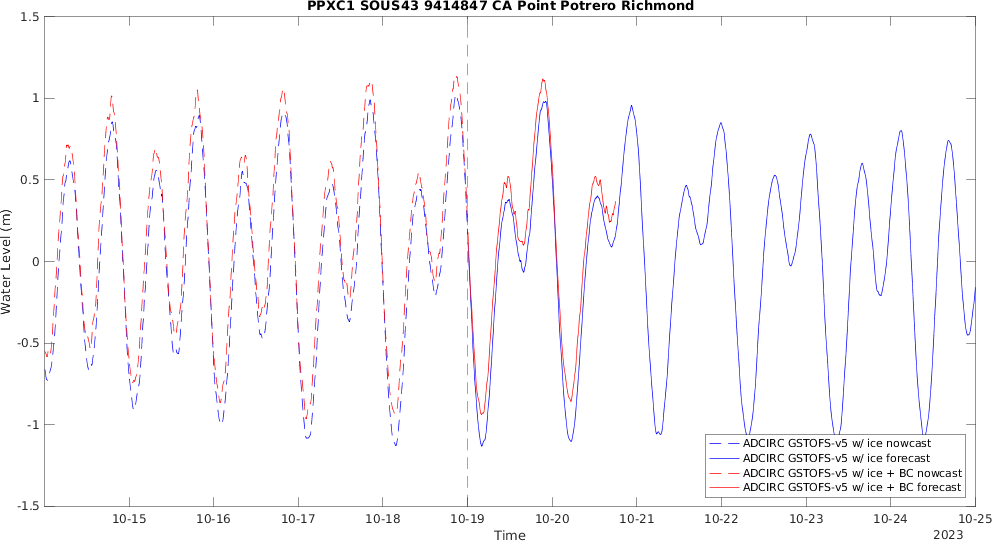 PPXC1 SOUS43 9414847 CA Point Potrero Richmond
1.5
1
0.5
0
-0.5
-1
-1.5
Water Level (m)
10-15 10-16 10-17 10-18 10-19 10-20 10-21 10-22 10-23 10-24 10-25
Time
2023
ADCIRC GSTOFS-v5 w/ ice nowcast
ADCIRC GSTOFS-v5 w/ ice forecast
ADCIRC GSTOFS-v5 w/ ice + BC nowcast
ADCIRC GSTOFS-v5 w/ ice + BC forecast